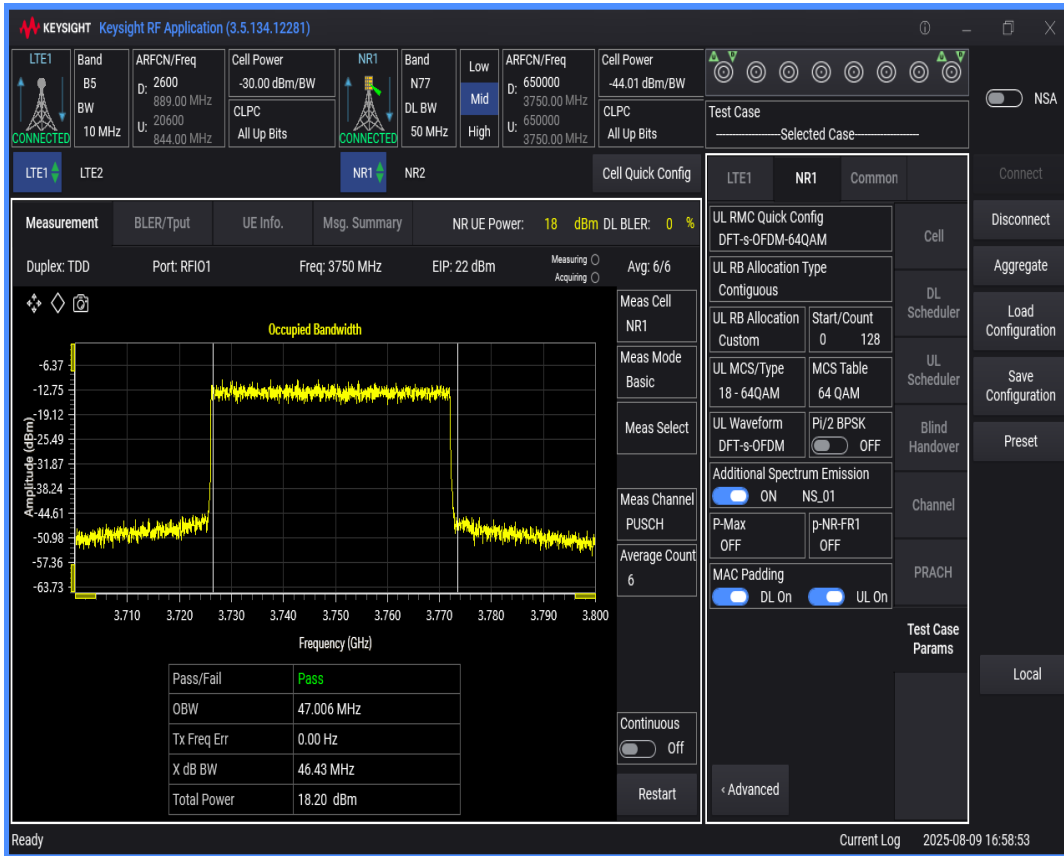 KEYSIGHT Keysight RF Application (3.5.134.12281)
LTE1
CONNECTED
Band
B5
BW
10 MHz
ARFCN/Freq
D: 2600
889.00 MHz
U: 20600
844.00 MHz
Cell Power
-30.00 dBm/BW
CLPC
All Up Bits
NR1
CONNECTED
Band
N77
DL BW
50 MHz
Low
Mid
High
ARFCN/Freq
D: 650000
3750.00 MHz
U: 650000
3750.00 MHz
Cell Power
-44.01 dBm/BW
CLPC
All Up Bits
Test Case
Selected Case
NSA
LTE1 LTE2 NR1 NR2 Cell Quick Config
Measurement BLER/Tput UE Info. Msg. Summary NR UE Power: 18 dBm DL BLER: 0 %
Duplex: TDD Port: RFIO1 Freq: 3750 MHz EIP: 22 dBm Measuring Avg: 6/6
Acquiring
Occupied Bandwidth
Amplitude (dBm)
-6.37
-12.75
-19.12
-25.49
-31.87
-38.24
-44.61
-50.98
-57.36
-63.73
3.710 3.720 3.730 3.740 3.750 3.760 3.770 3.780 3.790 3.800
Frequency (GHz)
Pass/Fail Pass
OBW 47.006 MHz
Tx Freq Err 0.00 Hz
X dB BW 46.43 MHz
Total Power 18.20 dBm
Meas Cell
NR1
Meas Mode
Basic
Meas Select
Meas Channel
PUSCH
Average Count
6
Continuous
Off
Restart
LTE1 NR1 Common
UL RMC Quick Config
DFT-s-OFDM-64QAM
UL RB Allocation Type
Contiguous
UL RB Allocation
Custom
Start/Count
0 128
UL MCS/Type
18 - 64QAM
MCS Table
64 QAM
UL Waveform
DFT-s-OFDM
Pi/2 BPSK
OFF
Additional Spectrum Emission
ON NS_01
P-Max
OFF
p-NR-FR1
OFF
MAC Padding
DL On UL On
‹ Advanced
Cell
DL
Scheduler
UL
Scheduler
Blind
Handover
Channel
PRACH
Test Case
Params
Connect
Disconnect
Aggregate
Load
Configuration
Save
Configuration
Preset
Local
Ready Current Log 2025-08-09 16:58:53